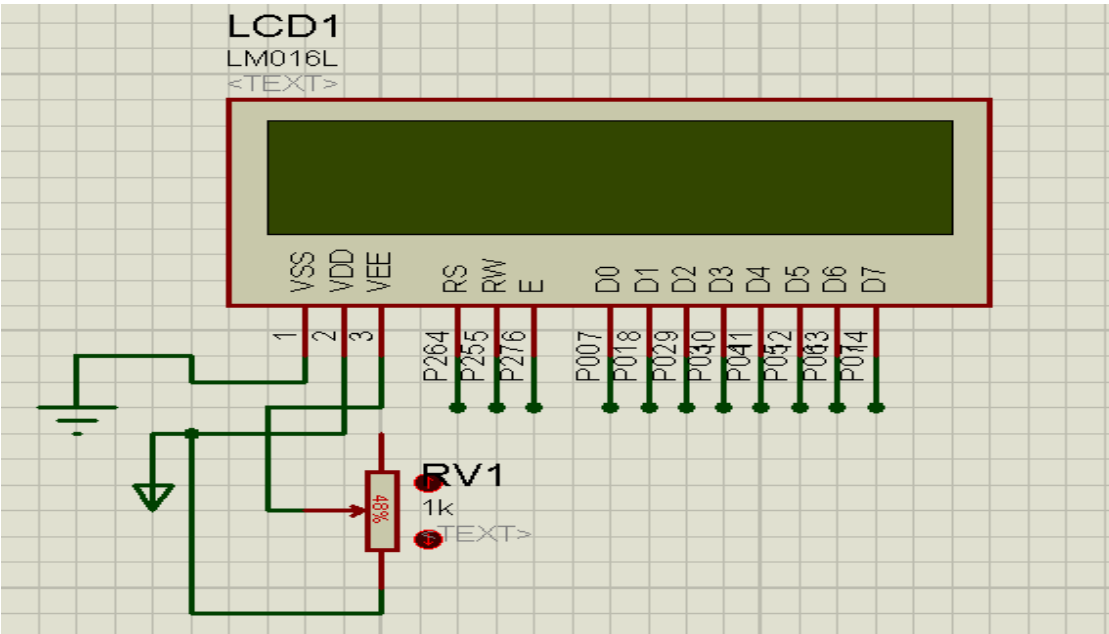 LCD1
LM016L
<TEXT>
VSS VDD VEE RS RW E D0 D1 D2 D3 D4 D5 D6 D7
1 2 3 P264 P255 P276 P007 P018 P029
RV1
48%
1k
<TEXT>